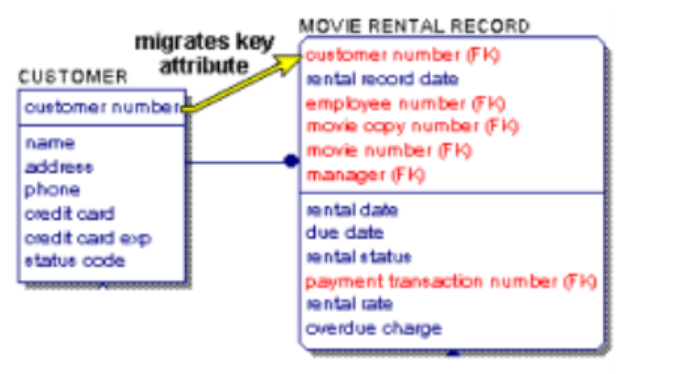 MOVIE RENTAL RECORD
migrates key
attribute
customer number (FK)
rental record date
employee number (FK)
movie copy number (FK)
movie number (FK)
manager (FK)
CUSTOMER
customer number
name
address
phone
credit card
credit card exp
status code
rental date
due date
rental status
payment transaction number (FK)
rental rate
overdue charge